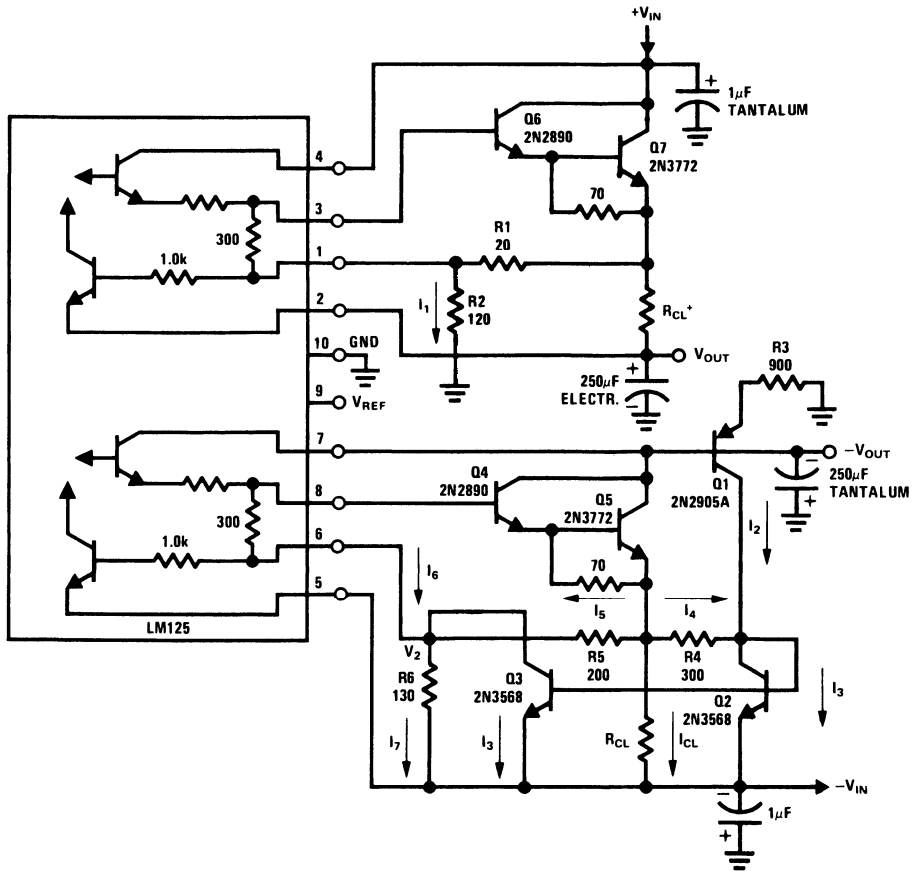 +VIN
+
1μF
TANTALUM
Q6
2N2890
Q7
2N3772
4
70
3
R1
20
300
1
1.0k
2
I1
R2
120
RCL+
10
GND
VOUT
9
VREF
+
250μF
ELECTR.
−
R3
900
7
−VOUT
−
250μF
TANTALUM
+
Q4
2N2890
Q5
2N3772
Q1
2N2905A
8
300
I2
1.0k
6
70
I6
5
I5
I4
LM125
V2
R5
200
R4
300
R6
130
Q3
2N3568
Q2
2N3568
I3
I7
I3
RCL
ICL
−VIN
−
1μF
+